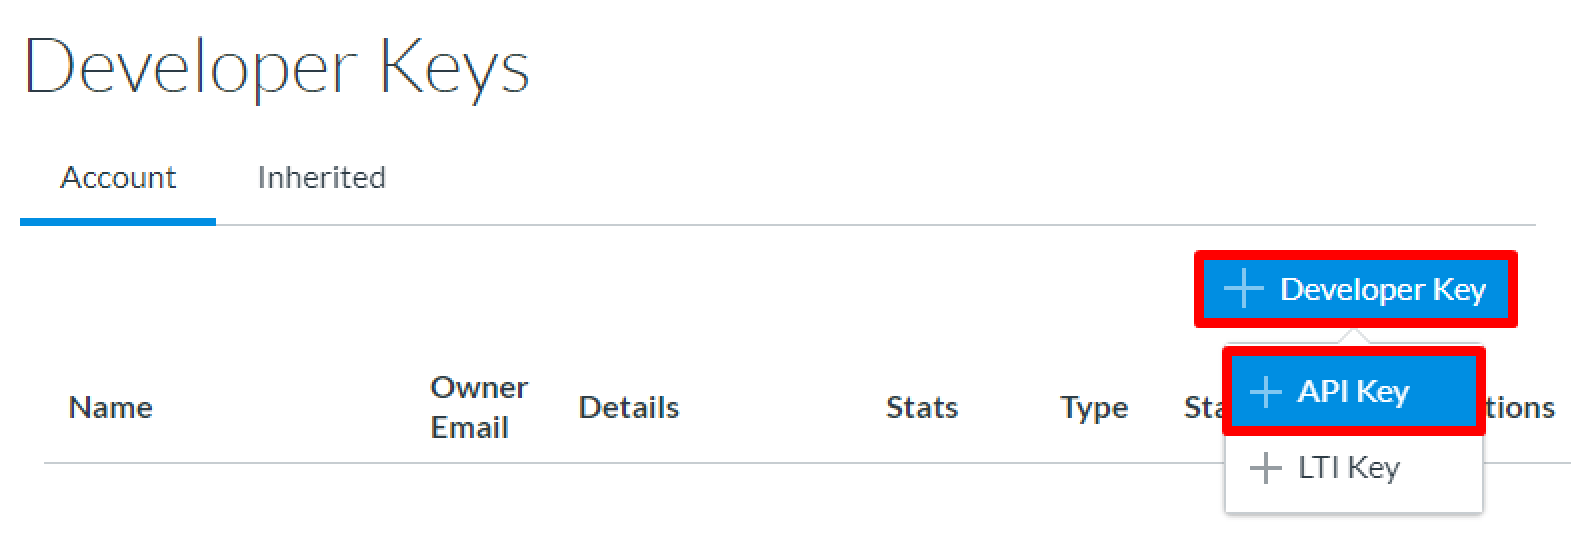 Developer Keys
Account Inherited
+ Developer Key
+ API Key
Name Owner Email Details Stats Type Sta tions
+ LTI Key